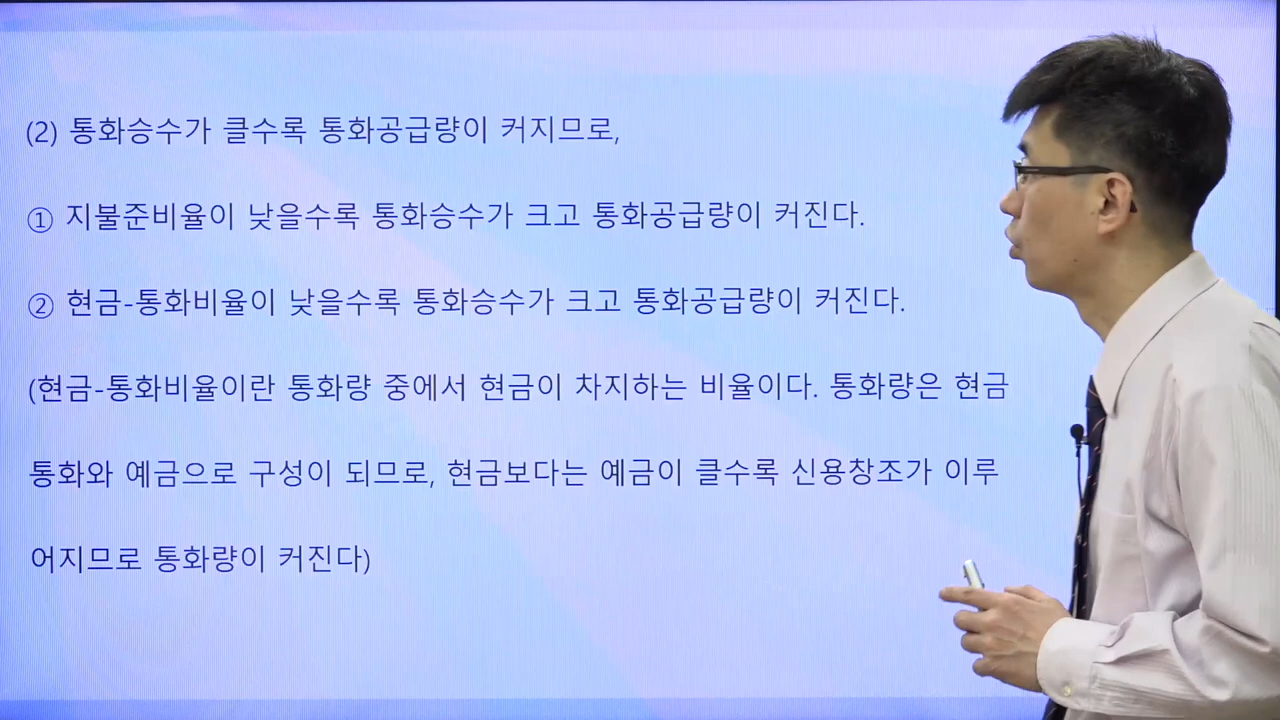 (2) 통화승수가 클수록 통화공급량이 커지므로,
① 지불준비율이 낮을수록 통화승수가 크고 통화공급량이 커진다.
② 현금-통화비율이 낮을수록 통화승수가 크고 통화공급량이 커진다.
(현금-통화비율이란 통화량 중에서 현금이 차지하는 비율이다. 통화량은 현금
통화와 예금으로 구성이 되므로, 현금보다는 예금이 클수록 신용창조가 이루
어지므로 통화량이 커진다)